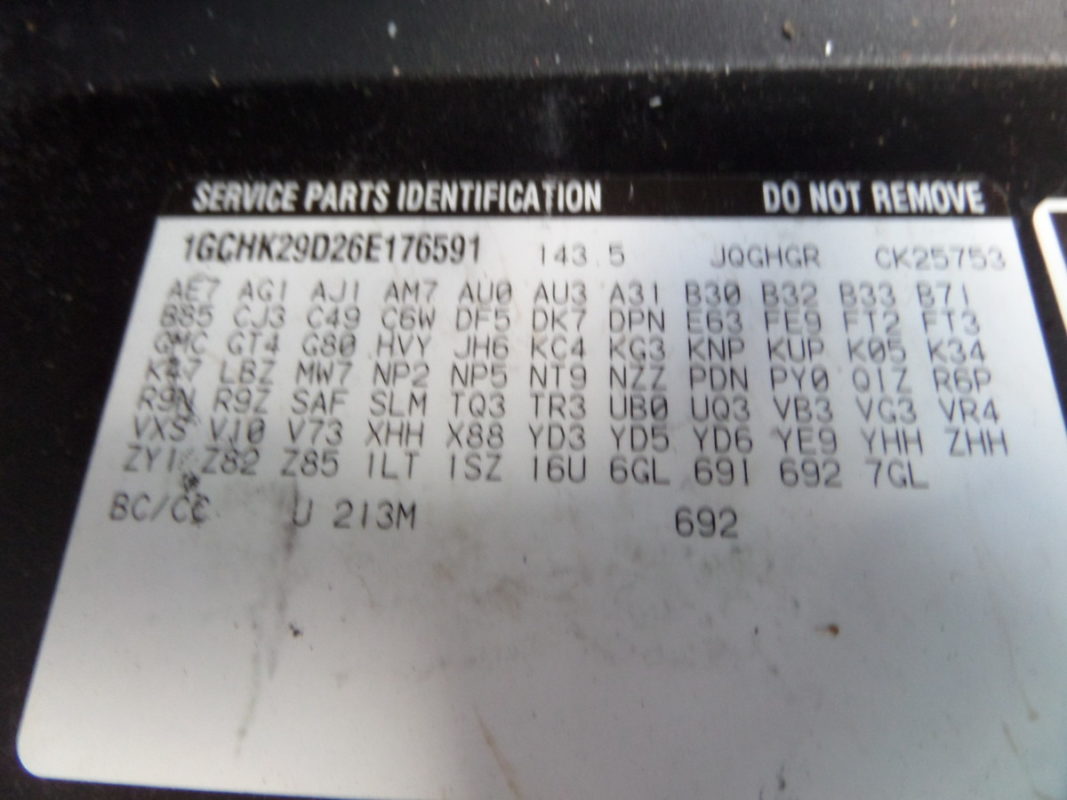 SERVICE PARTS IDENTIFICATION DO NOT REMOVE
1GCHK29D26E176591 143.5 JQGHGR CK25753
AE7 AG1 AJ1 AM7 AU0 AU3 A31 B30 B32 B33 B71
B85 CJ3 C49 C6W DF5 DK7 DPN E63 FE9 FT2 FT3
GMC GT4 G80 HVY JH6 KC4 KG3 KNP KUP K05 K34
K47 LBZ MW7 NP2 NP5 NT9 NZZ PDN PY0 QIZ R6P
R9N R9Z SAF SLM TQ3 TR3 UB0 UQ3 VB3 VG3 VR4
VXS VJ0 V73 XHH X88 YD3 YD5 YD6 YE9 YHH ZHH
ZY1 Z82 Z85 1LT 1SZ 16U 6GL 691 692 7GL
BC/CC U 213M 692